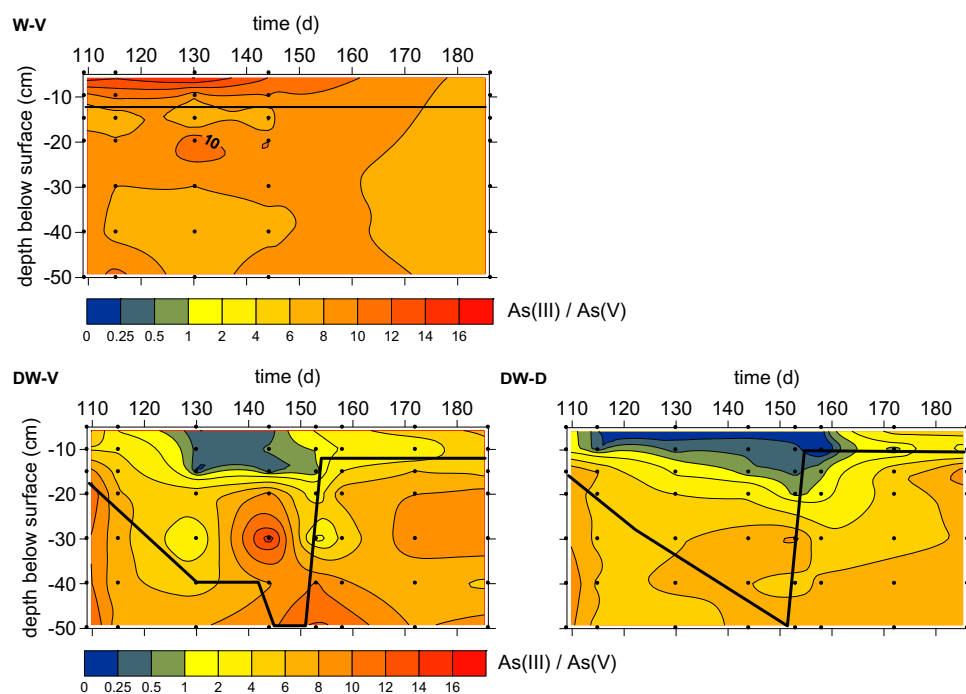 W-V
time (d)
110 120 130 140 150 160 170 180
depth below surface (cm)
-10
-20
-30
-40
-50
10
0 0.25 0.5 1 2 4 6 8 10 12 14 16
As(III) / As(V)
DW-V
time (d)
110 120 130 140 150 160 170 180
depth below surface (cm)
-10
-20
-30
-40
-50
0 0.25 0.5 1 2 4 6 8 10 12 14 16
As(III) / As(V)
DW-D
time (d)
110 120 130 140 150 160 170 180
-10
-20
-30
-40
-50